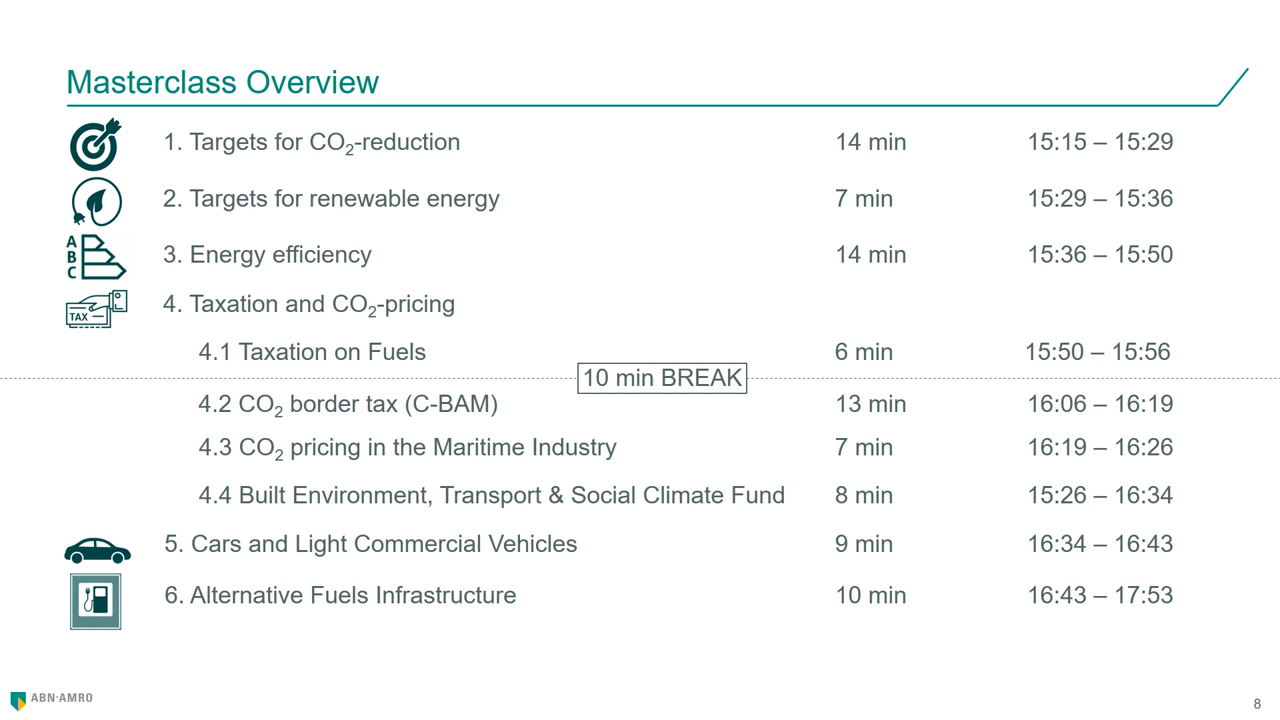 Masterclass Overview
1. Targets for CO₂-reduction 14 min 15:15 – 15:29
2. Targets for renewable energy 7 min 15:29 – 15:36
A
B
C
3. Energy efficiency 14 min 15:36 – 15:50
TAX
4. Taxation and CO₂-pricing
4.1 Taxation on Fuels 6 min 15:50 – 15:56
10 min BREAK
4.2 CO₂ border tax (C-BAM) 13 min 16:06 – 16:19
4.3 CO₂ pricing in the Maritime Industry 7 min 16:19 – 16:26
4.4 Built Environment, Transport & Social Climate Fund 8 min 15:26 – 16:34
5. Cars and Light Commercial Vehicles 9 min 16:34 – 16:43
6. Alternative Fuels Infrastructure 10 min 16:43 – 17:53
ABN·AMRO
8